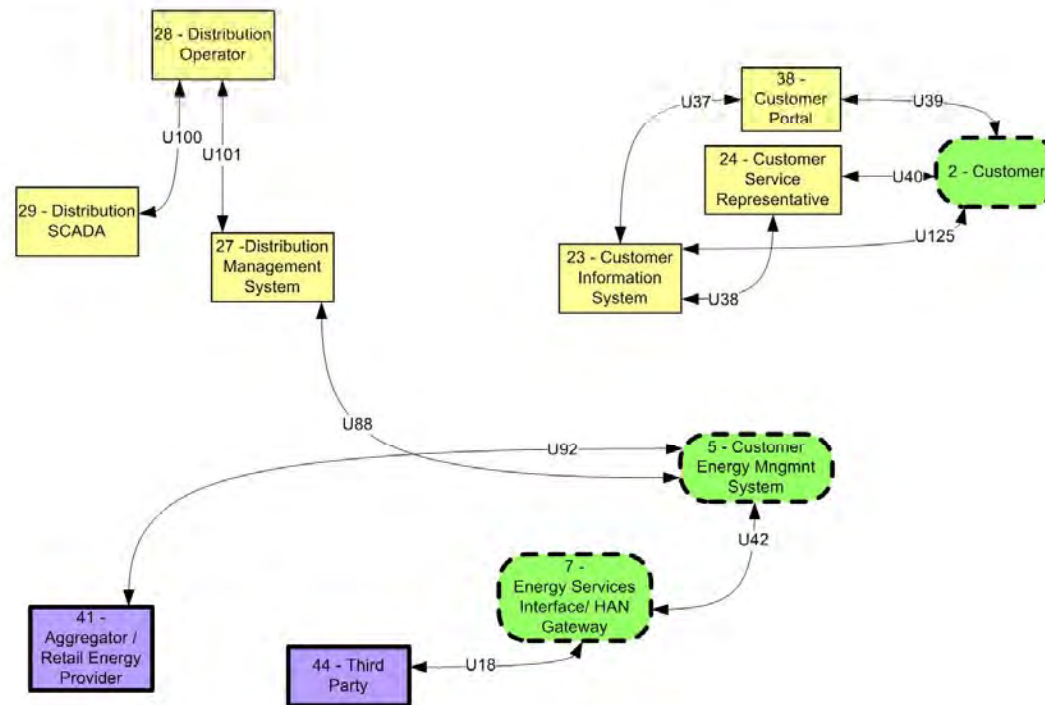 28 - Distribution
Operator
38 -
Customer
Portal
U37
U39
U100
U101
24 - Customer
Service
Representative
U40
2 - Customer
29 - Distribution
SCADA
27 -Distribution
Management
System
23 - Customer
Information
System
U125
U38
U88
U92
5 - Customer
Energy Mngmnt
System
U42
7 -
Energy Services
Interface/ HAN
Gateway
41 -
Aggregator /
Retail Energy
Provider
44 - Third
Party
U18